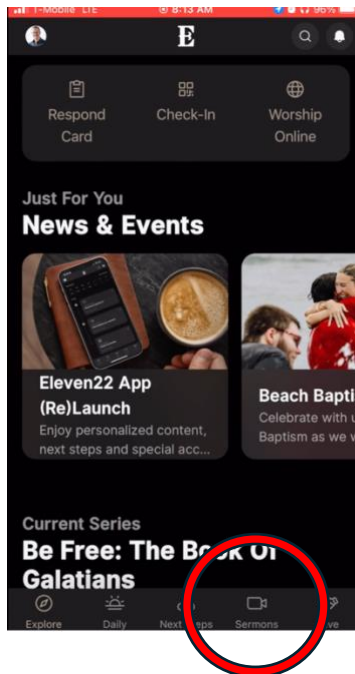 T-Mobile LTE 8:13 AM 96%
E
Respond
Card
Check-In
Worship
Online
Just For You
News & Events
Eleven22 App
(Re)Launch
Enjoy personalized content,
next steps and special acc...
Beach Bapti
Celebrate with u
Baptism as we w
Current Series
Be Free: The Book Of
Galatians
Explore
Daily
Next Steps
Sermons
ve